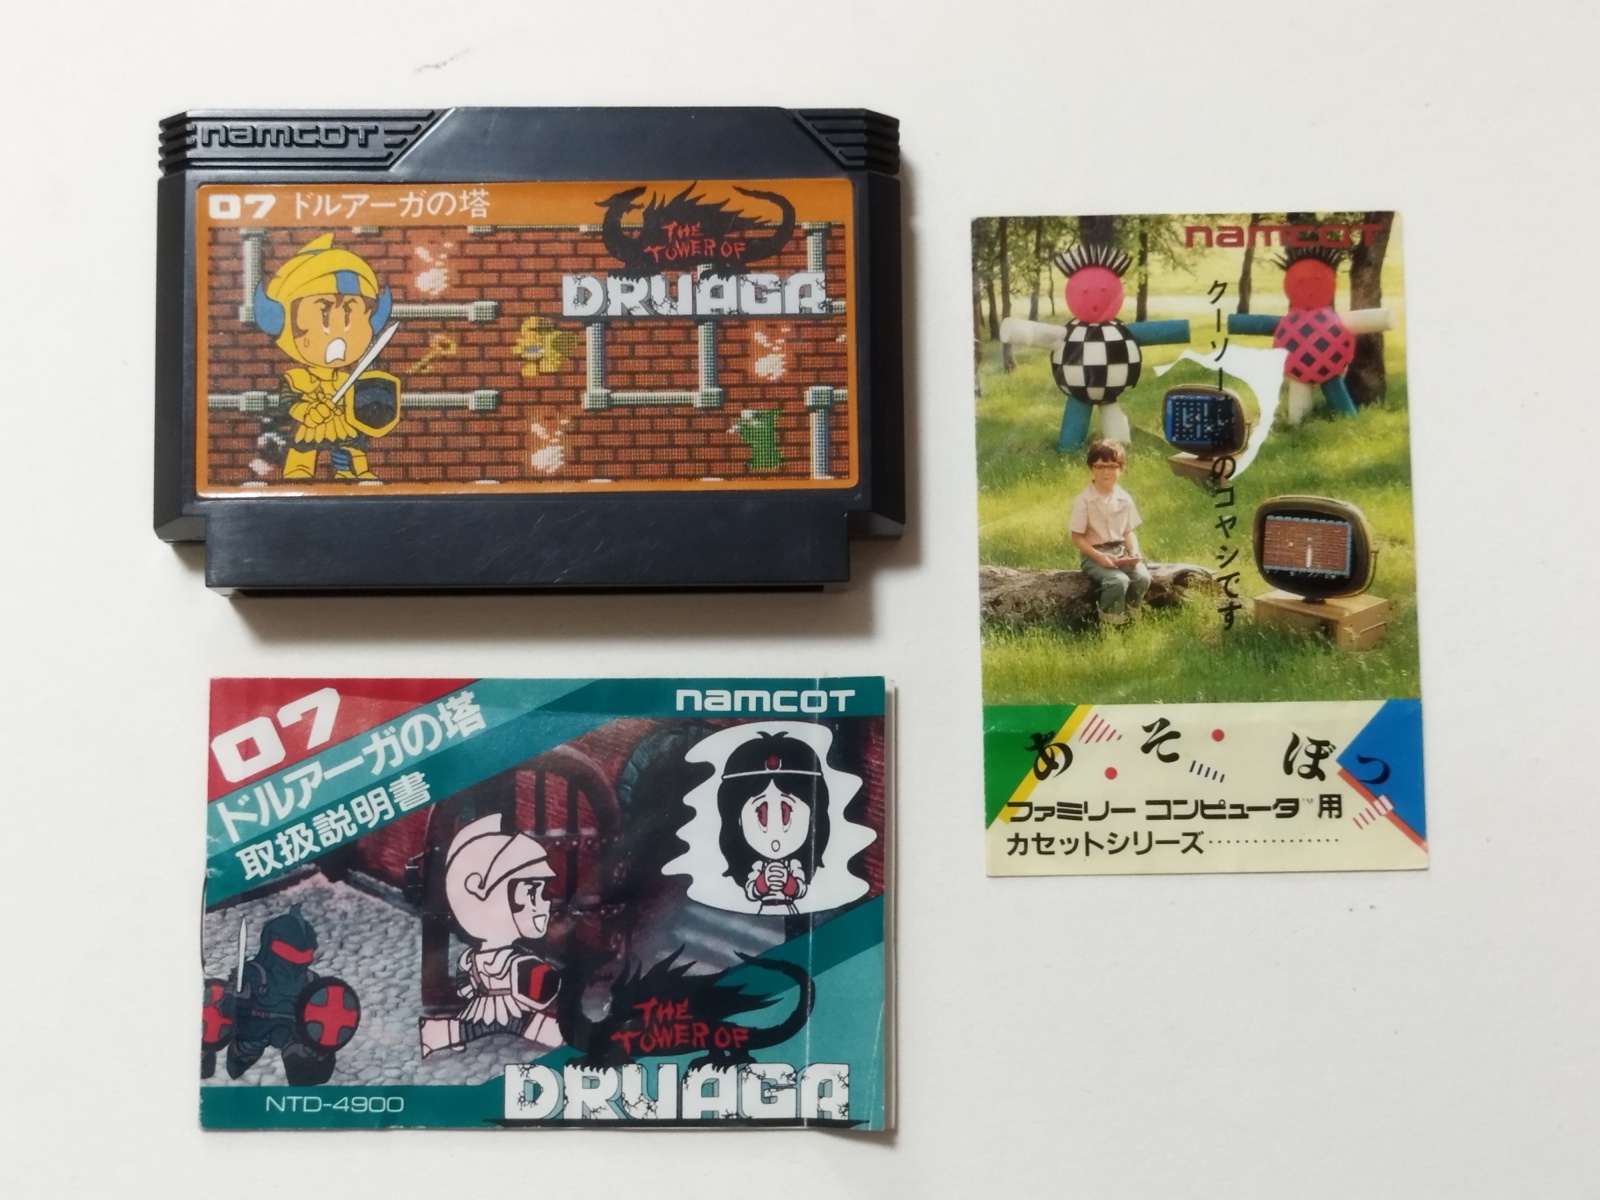 namcot
07 ドルアーガの塔
THE
TOWER OF
DRUAGA
namcot
クーソーのコヤシです
あそぼっ
ファミリー コンピュータ™用
カセットシリーズ……………
07
ドルアーガの塔
取扱説明書
namcot
THE
TOWER OF
DRUAGA
NTD-4900